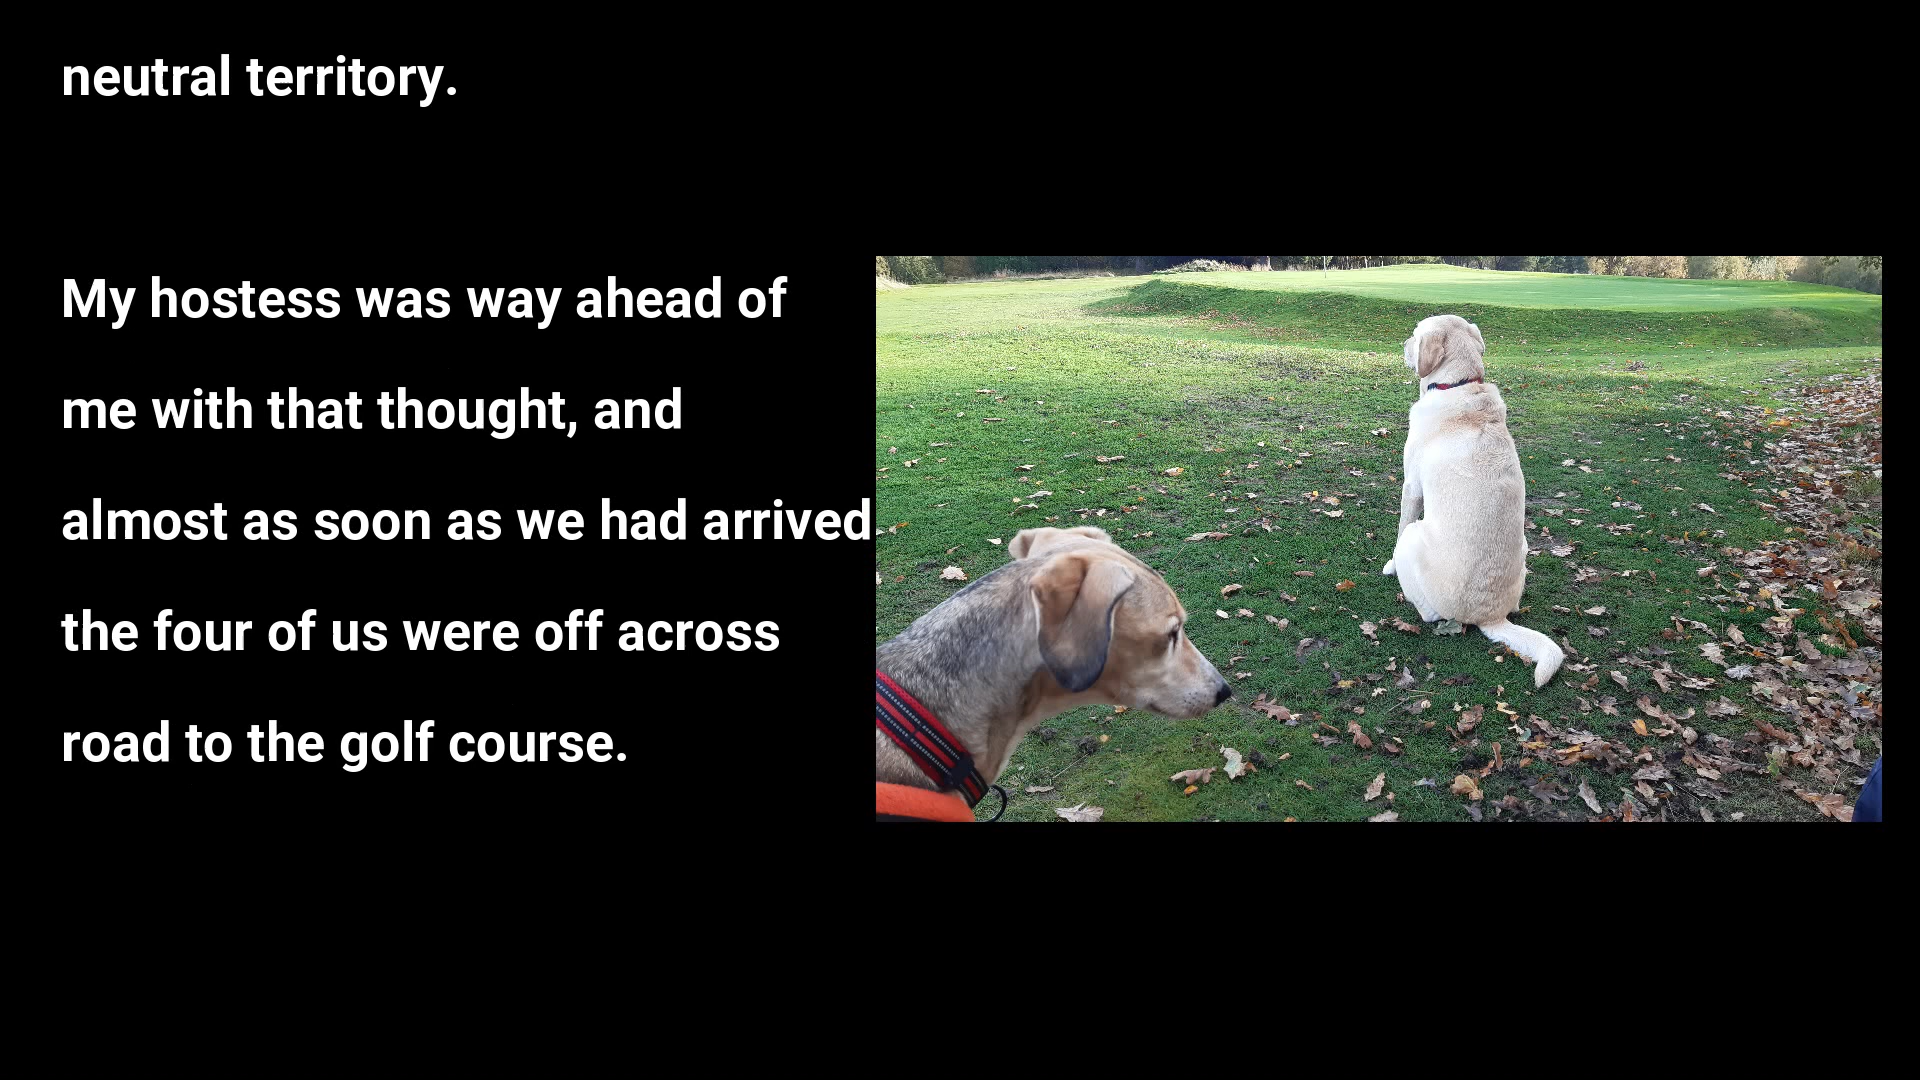 neutral territory.
My hostess was way ahead of
me with that thought, and
almost as soon as we had arrived
the four of us were off across
road to the golf course.